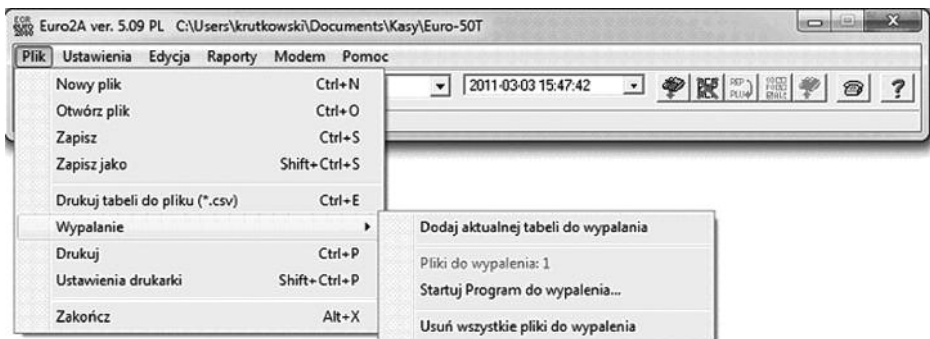 Euro2A ver. 5.09 PL C:\Users\krutkowski\Documents\Kasy\Euro-50T
Plik Ustawienia Edycja Raporty Modem Pomoc
2011-03-03 15:47:42
Nowy plik Ctrl+N
Otwórz plik Ctrl+O
Zapisz Ctrl+S
Zapisz jako Shift+Ctrl+S
Drukuj tabeli do pliku (*.csv) Ctrl+E
Wypalanie
Drukuj Ctrl+P
Ustawienia drukarki Shift+Ctrl+P
Zakończ Alt+X
Dodaj aktualnej tabeli do wypalania
Pliki do wypalenia: 1
Startuj Program do wypalenia...
Usuń wszystkie pliki do wypalenia